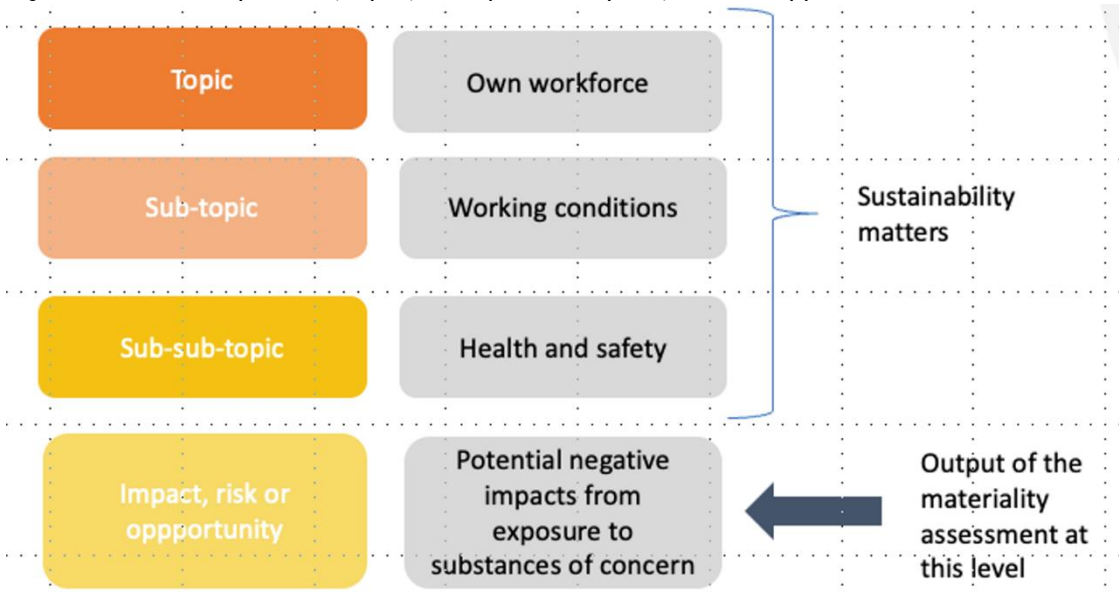 Topic
Own workforce
Sub-topic
Working conditions
Sustainability
matters
Sub-sub-topic
Health and safety
Impact, risk or
oppportunity
Potential negative
impacts from
exposure to
substances of concern
Output of the
materiality
assessment at
this level